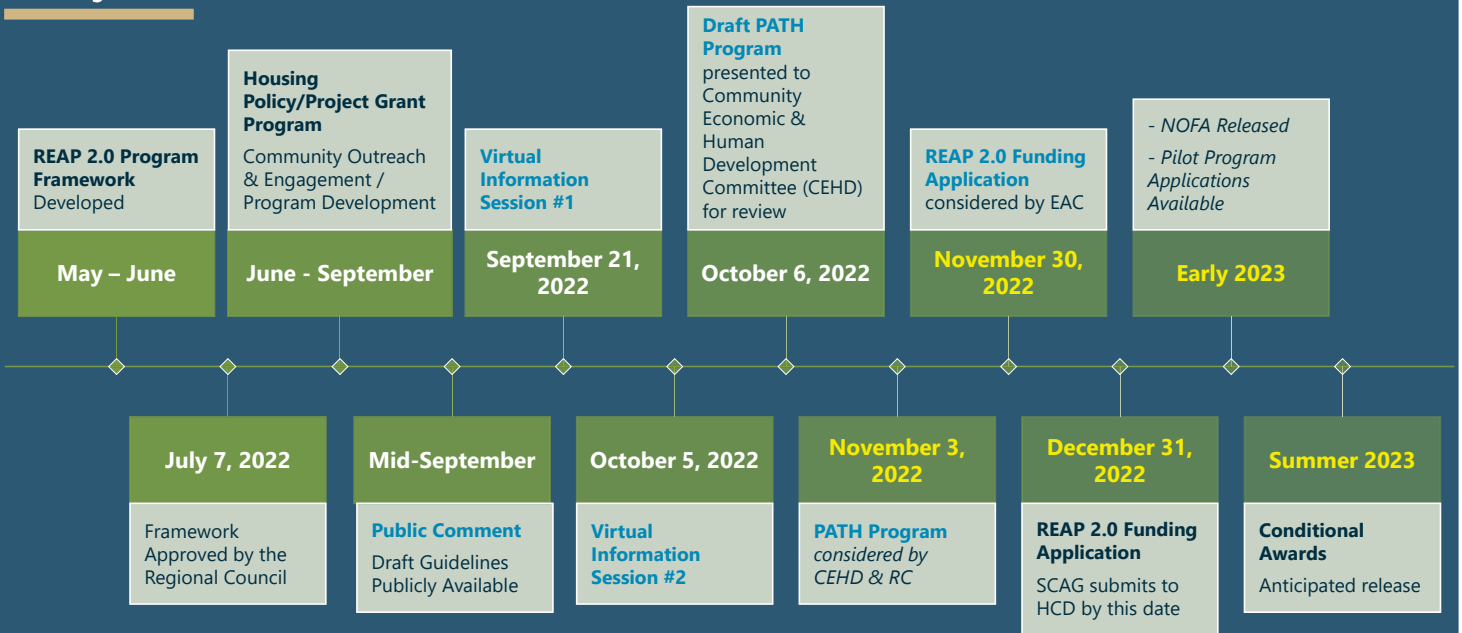 REAP 2.0 Program
Framework
Developed
May – June
Housing
Policy/Project Grant
Program
Community Outreach
& Engagement /
Program Development
June - September
Virtual
Information
Session #1
September 21,
2022
Draft PATH
Program
presented to
Community
Economic &
Human
Development
Committee (CEHD)
for review
October 6, 2022
REAP 2.0 Funding
Application
considered by EAC
November 30,
2022
- NOFA Released
- Pilot Program
Applications
Available
Early 2023
July 7, 2022
Framework
Approved by the
Regional Council
Mid-September
Public Comment
Draft Guidelines
Publicly Available
October 5, 2022
Virtual
Information
Session #2
November 3,
2022
PATH Program
considered by
CEHD & RC
December 31,
2022
REAP 2.0 Funding
Application
SCAG submits to
HCD by this date
Summer 2023
Conditional
Awards
Anticipated release